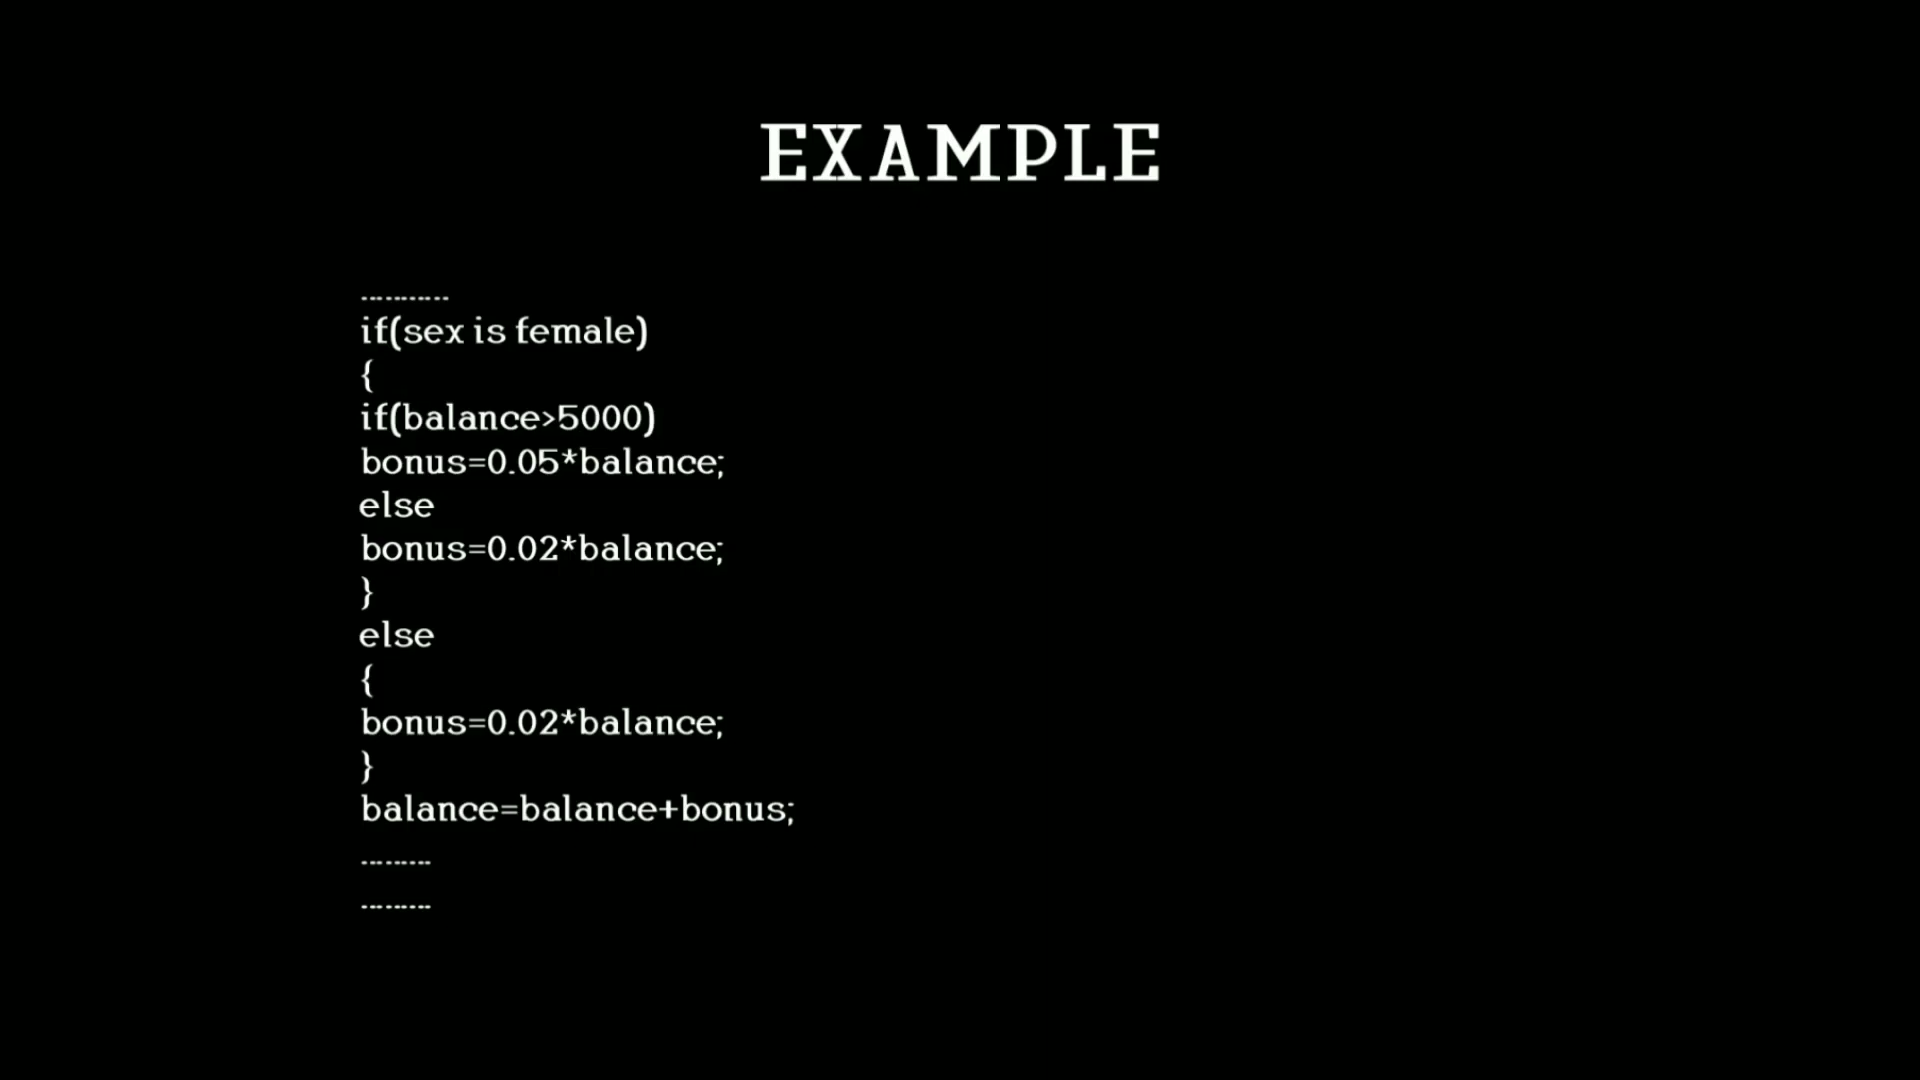 EXAMPLE
...........
if(sex is female)
{
if(balance>5000)
bonus=0.05*balance;
else
bonus=0.02*balance;
}
else
{
bonus=0.02*balance;
}
balance=balance+bonus;
.........
.........